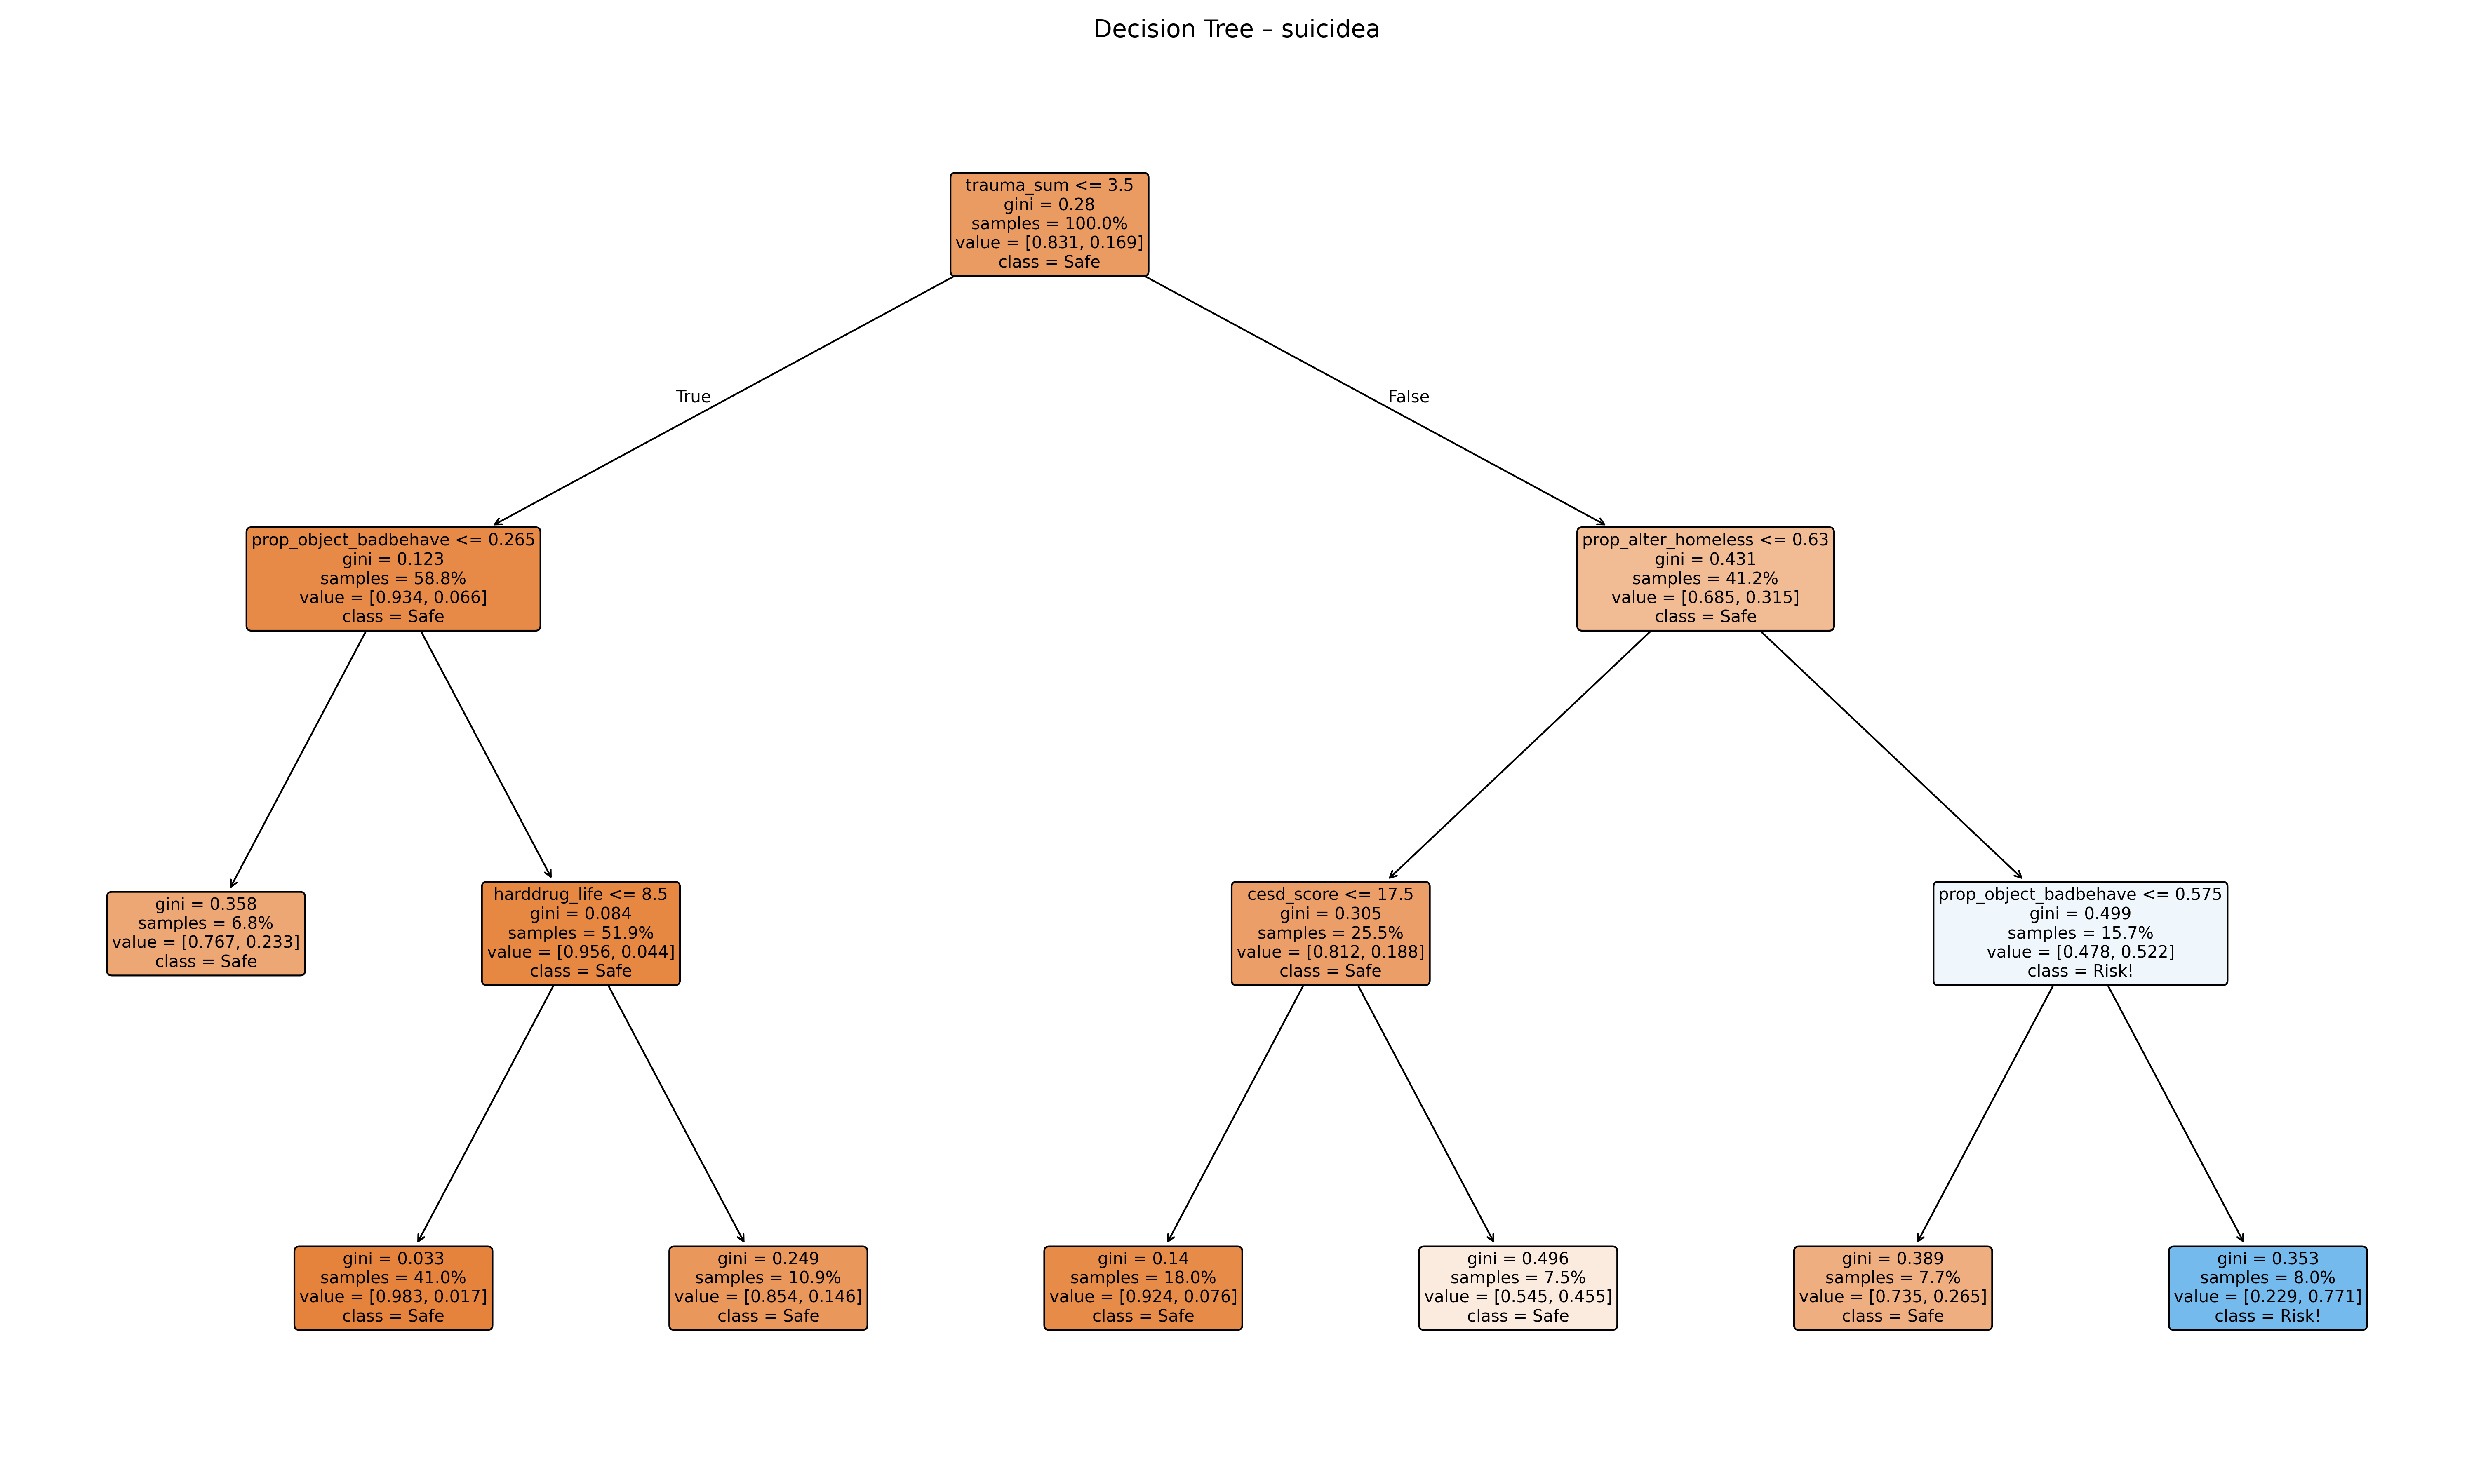 Decision Tree – suicidea
trauma_sum <= 3.5
gini = 0.28
samples = 100.0%
value = [0.831, 0.169]
class = Safe
True
False
prop_object_badbehave <= 0.265
gini = 0.123
samples = 58.8%
value = [0.934, 0.066]
class = Safe
prop_alter_homeless <= 0.63
gini = 0.431
samples = 41.2%
value = [0.685, 0.315]
class = Safe
gini = 0.358
samples = 6.8%
value = [0.767, 0.233]
class = Safe
harddrug_life <= 8.5
gini = 0.084
samples = 51.9%
value = [0.956, 0.044]
class = Safe
cesd_score <= 17.5
gini = 0.305
samples = 25.5%
value = [0.812, 0.188]
class = Safe
prop_object_badbehave <= 0.575
gini = 0.499
samples = 15.7%
value = [0.478, 0.522]
class = Risk!
gini = 0.033
samples = 41.0%
value = [0.983, 0.017]
class = Safe
gini = 0.249
samples = 10.9%
value = [0.854, 0.146]
class = Safe
gini = 0.14
samples = 18.0%
value = [0.924, 0.076]
class = Safe
gini = 0.496
samples = 7.5%
value = [0.545, 0.455]
class = Safe
gini = 0.389
samples = 7.7%
value = [0.735, 0.265]
class = Safe
gini = 0.353
samples = 8.0%
value = [0.229, 0.771]
class = Risk!